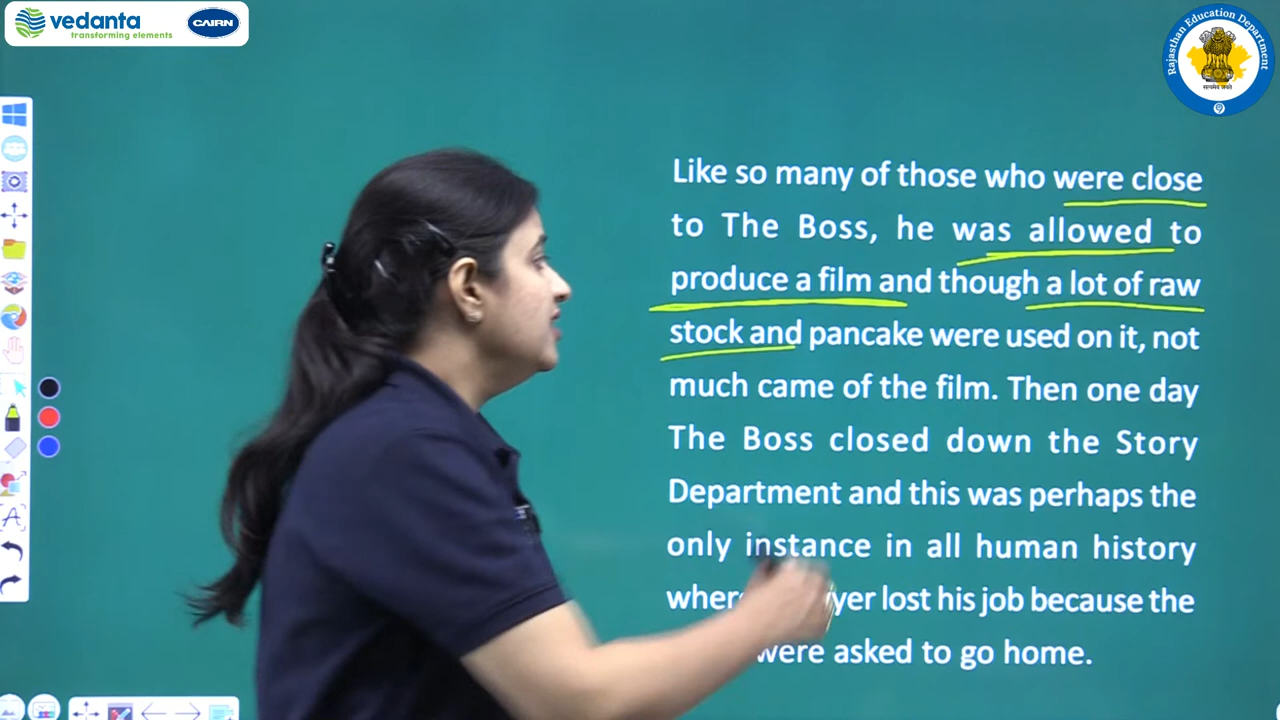 vedanta
transforming elements
CAIRN
Rajasthan Education Department
सत्यमेव जयते
Like so many of those who were close
to The Boss, he was allowed to
produce a film and though a lot of raw
stock and pancake were used on it, not
much came of the film. Then one day
The Boss closed down the Story
Department and this was perhaps the
only instance in all human history
lost his job because the
were asked to go home.